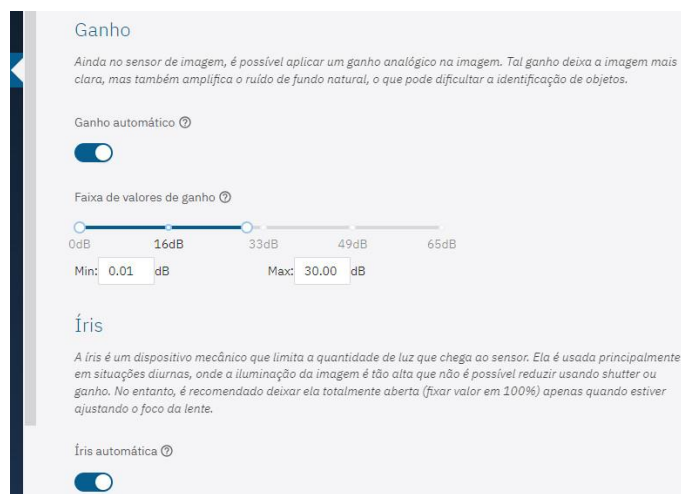 Ganho
Ainda no sensor de imagem, é possível aplicar um ganho analógico na imagem. Tal ganho deixa a imagem mais
clara, mas também amplifica o ruído de fundo natural, o que pode dificultar a identificação de objetos.
Ganho automático ?
Faixa de valores de ganho ?
0dB 16dB 33dB 49dB 65dB
Min: 0.01 dB Max: 30.00 dB
Íris
A íris é um dispositivo mecânico que limita a quantidade de luz que chega ao sensor. Ela é usada principalmente
em situações diurnas, onde a iluminação da imagem é tão alta que não é possível reduzir usando shutter ou
ganho. No entanto, é recomendado deixar ela totalmente aberta (fixar valor em 100%) apenas quando estiver
ajustando o foco da lente.
Íris automática ?